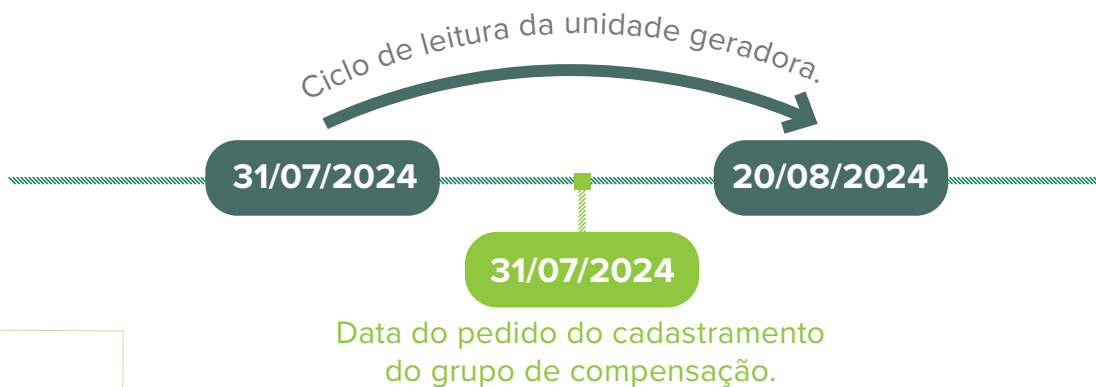 Ciclo de leitura da unidade geradora.
31/07/2024
20/08/2024
31/07/2024
Data do pedido do cadastramento
do grupo de compensação.